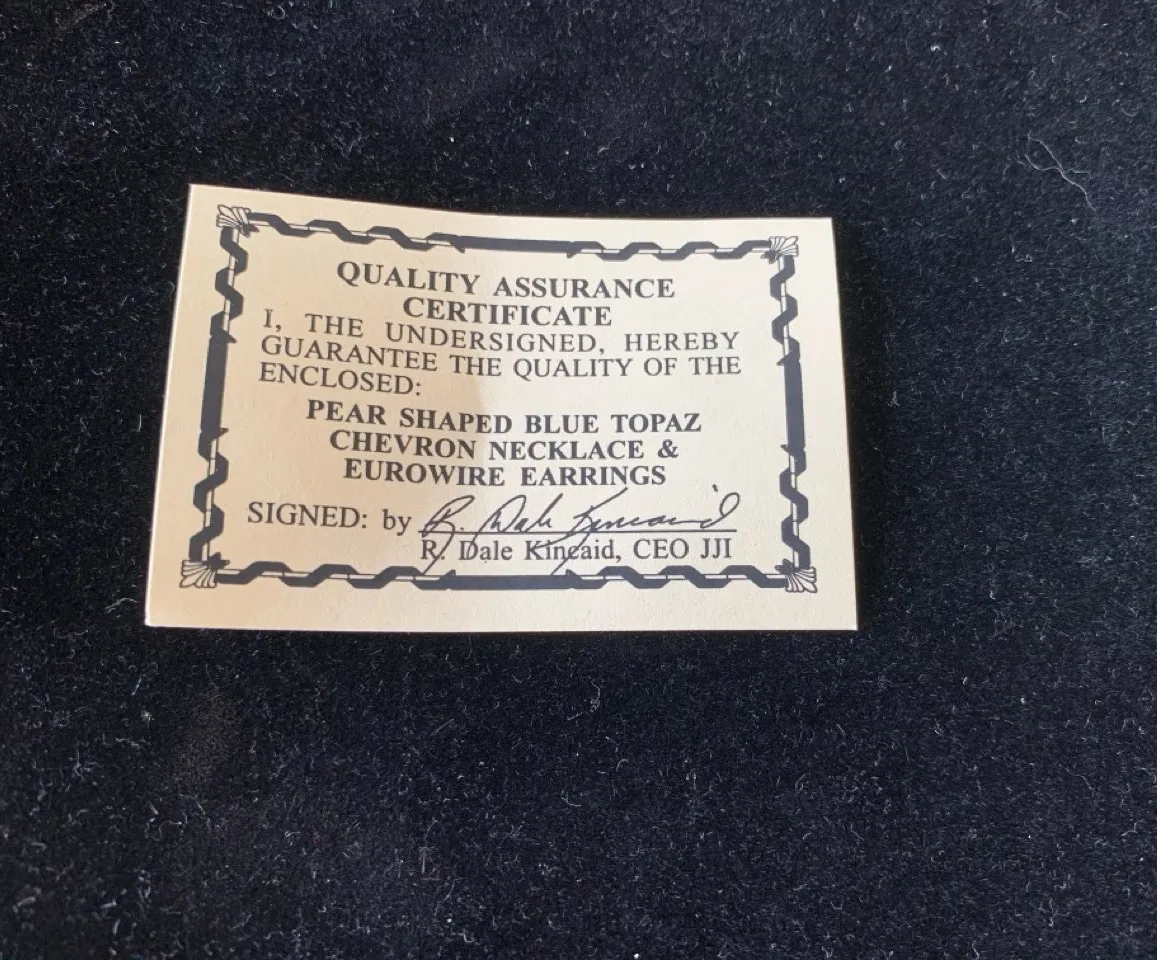 QUALITY ASSURANCE
CERTIFICATE
I, THE UNDERSIGNED, HEREBY
GUARANTEE THE QUALITY OF THE
ENCLOSED:
PEAR SHAPED BLUE TOPAZ
CHEVRON NECKLACE &
EUROWIRE EARRINGS
SIGNED: by R. Dale Kincaid
R. Dale Kincaid, CEO JJI